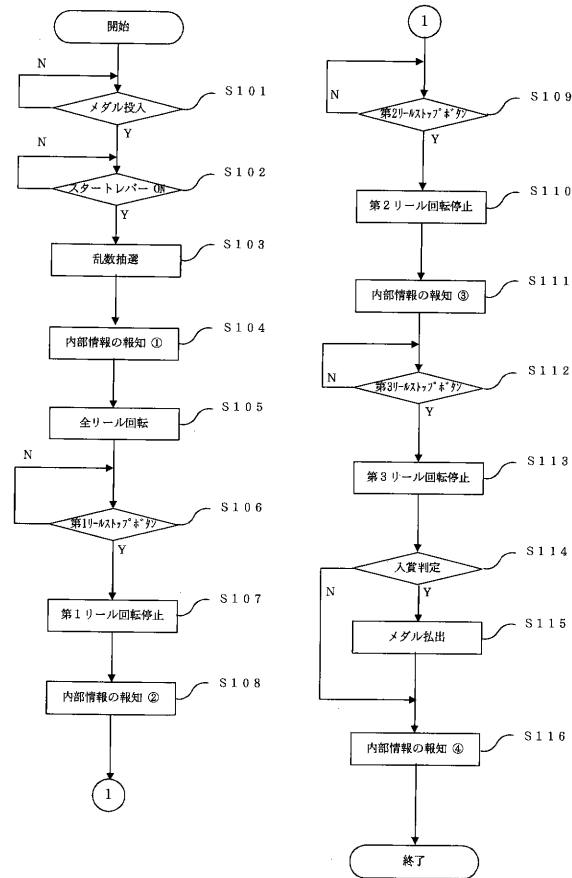 開始
N
メダル投入
S101
Y
N
スタートレバー ON
S102
Y
乱数抽選
S103
内部情報の報知 ①
S104
全リール回転
S105
N
第1リールストップボタン
S106
Y
第1リール回転停止
S107
内部情報の報知 ②
S108
1
1
N
第2リールストップボタン
S109
Y
第2リール回転停止
S110
内部情報の報知 ③
S111
N
第3リールストップボタン
S112
Y
第3リール回転停止
S113
入賞判定
S114
N
Y
メダル払出
S115
内部情報の報知 ④
S116
終了